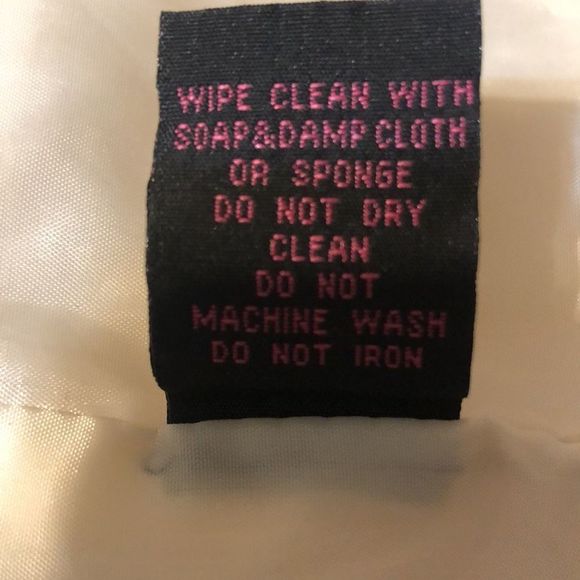 WIPE CLEAN WITH
SOAP&DAMP CLOTH
OR SPONGE
DO NOT DRY
CLEAN
DO NOT
MACHINE WASH
DO NOT IRON